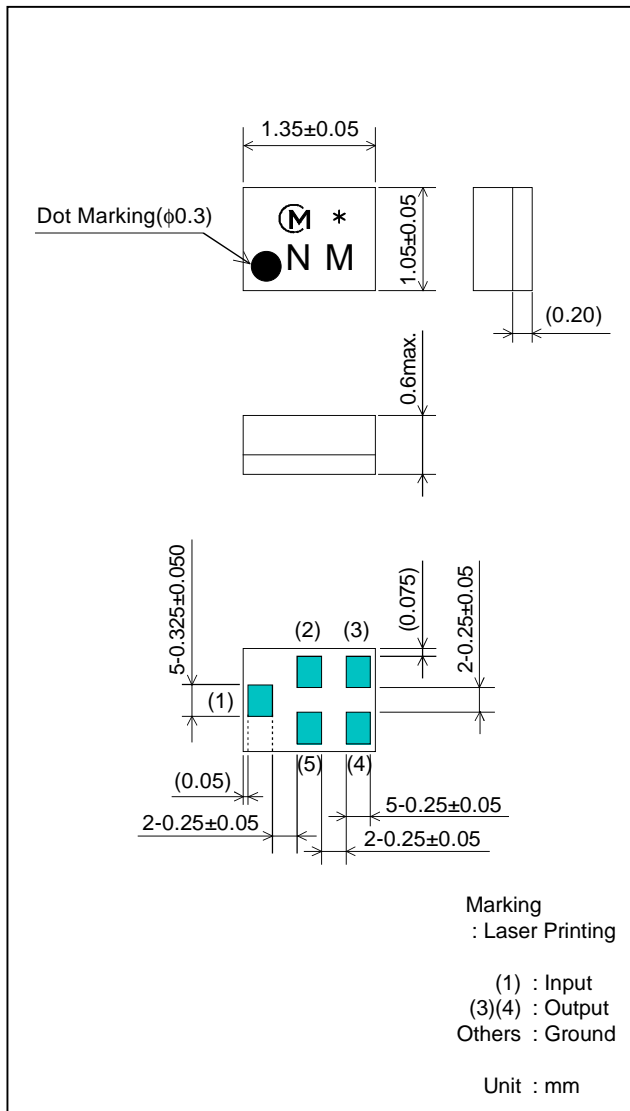 1.35±0.05
Dot Marking(ϕ0.3)
M *
N M
1.05±0.05
(0.20)
0.6max.
5-0.325±0.050
(0.075)
2-0.25±0.05
(2) (3)
(1)
(5) (4)
(0.05)
5-0.25±0.05
2-0.25±0.05
2-0.25±0.05
Marking
: Laser Printing
(1) : Input
(3)(4) : Output
Others : Ground
Unit : mm